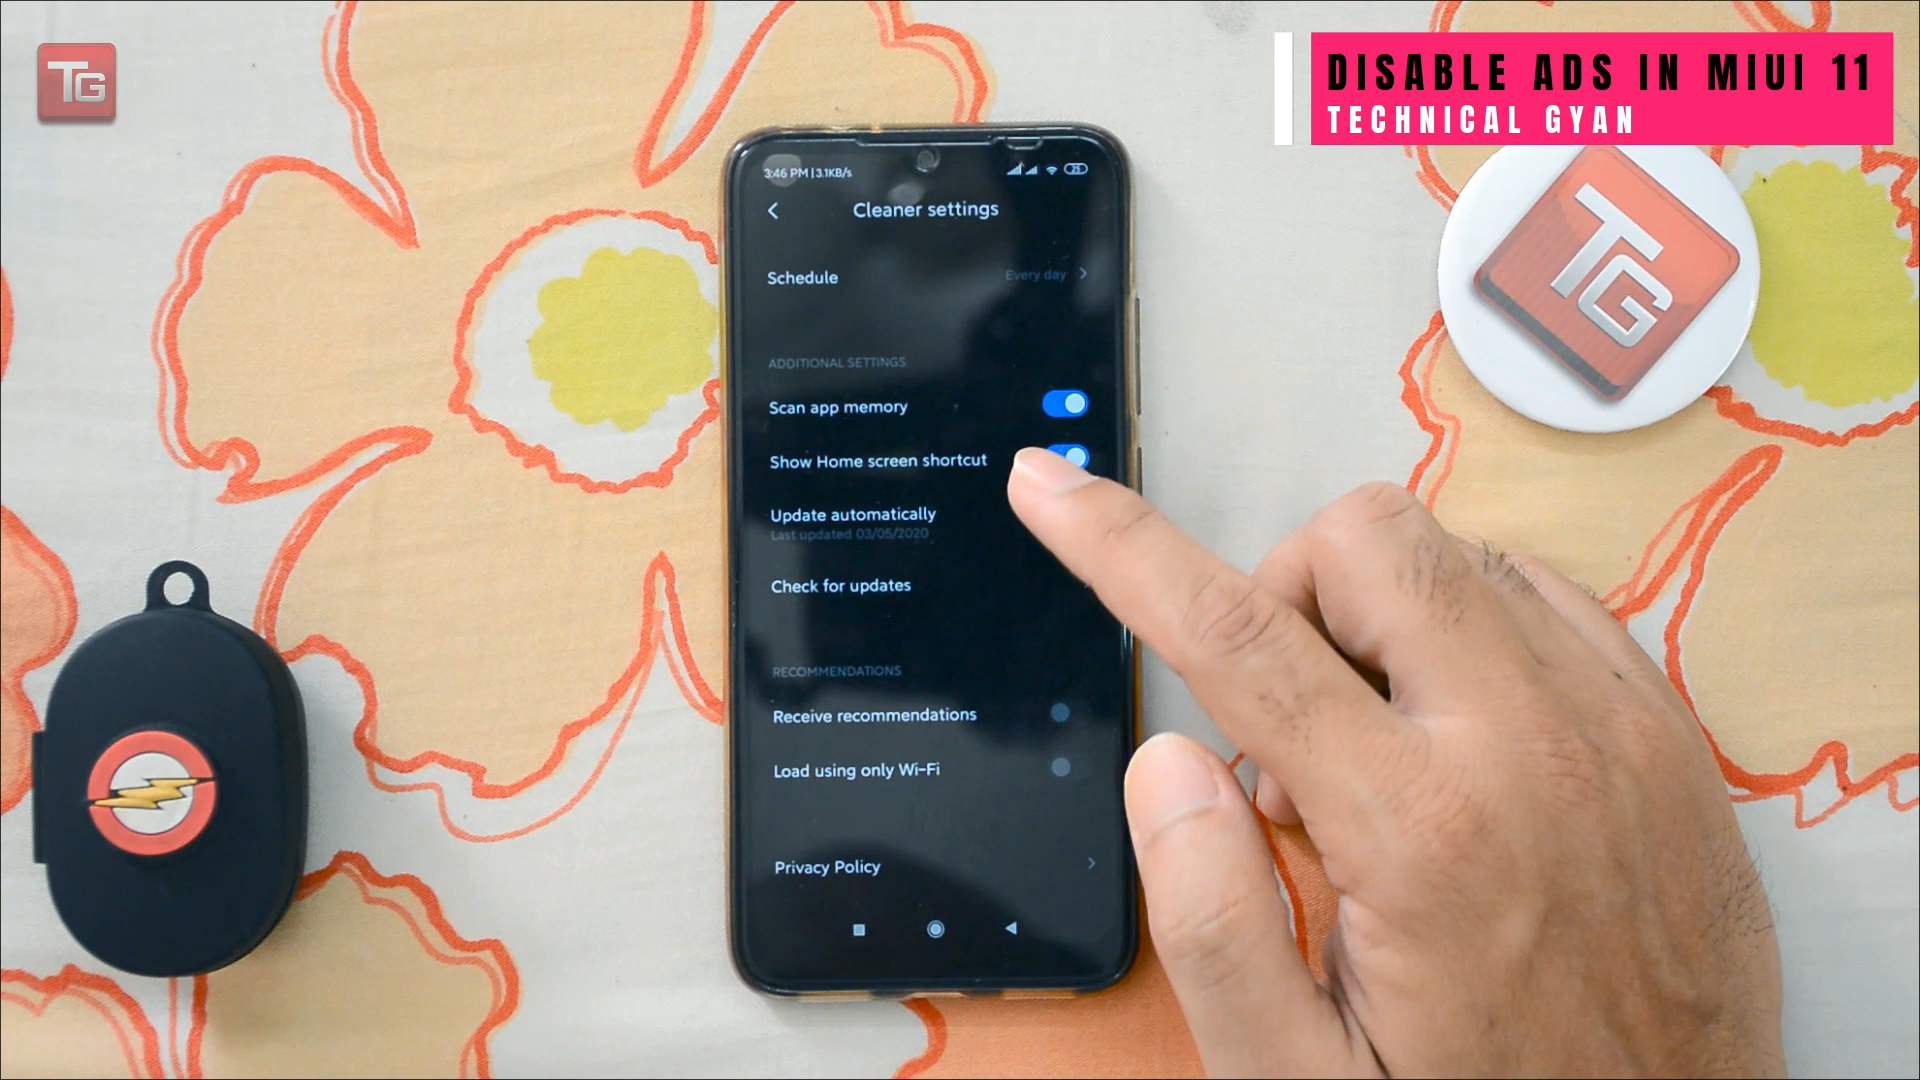 TG
DISABLE ADS IN MIUI 11
TECHNICAL GYAN
TG
3:46 PM | 3.1KB/s
25
Cleaner settings
Schedule
Every day
ADDITIONAL SETTINGS
Scan app memory
Show Home screen shortcut
Update automatically
Last updated 03/05/2020
Check for updates
RECOMMENDATIONS
Receive recommendations
Load using only Wi-Fi
Privacy Policy